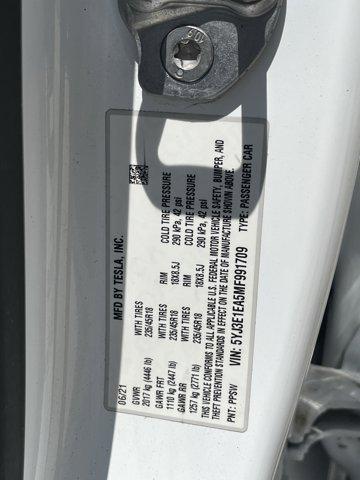 MFD BY TESLA, INC.
06/21
GVWR
2017 kg (4446 lb)
GAWR FRT WITH TIRES RIM COLD TIRE PRESSURE
1110 kg (2447 lb) 235/45R18 18X8.5J 290 kPa, 42 psi
GAWR RR WITH TIRES RIM COLD TIRE PRESSURE
1257 kg (2771 lb) 235/45R18 18X8.5J 290 kPa, 42 psi
THIS VEHICLE CONFORMS TO ALL APPLICABLE U.S. FEDERAL MOTOR VEHICLE SAFETY, BUMPER, AND
THEFT PREVENTION STANDARDS IN EFFECT ON THE DATE OF MANUFACTURE SHOWN ABOVE.
VIN: 5YJ3E1EA5MF991709 TYPE: PASSENGER CAR
PNT: PPSW